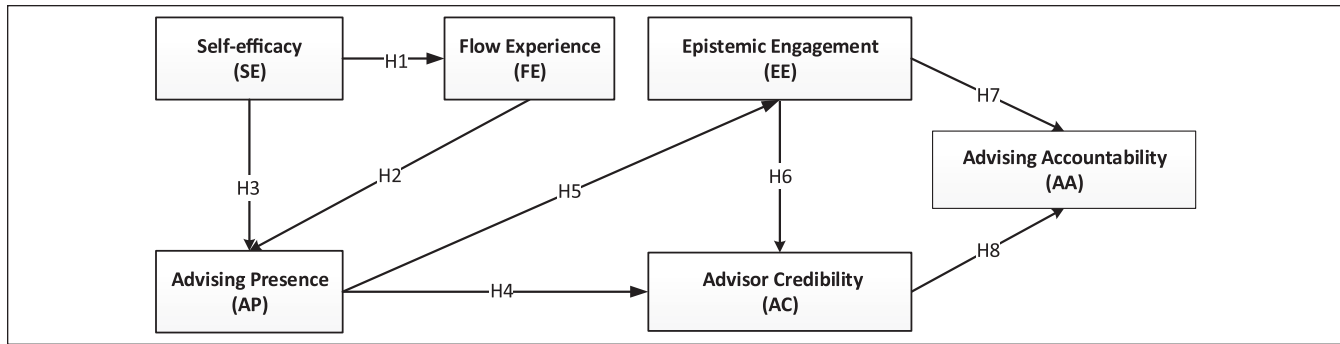 Self-efficacy
(SE)
H1
Flow Experience
(FE)
Epistemic Engagement
(EE)
H7
Advising Accountability
(AA)
H3
H2
H5
H6
H8
Advising Presence
(AP)
H4
Advisor Credibility
(AC)